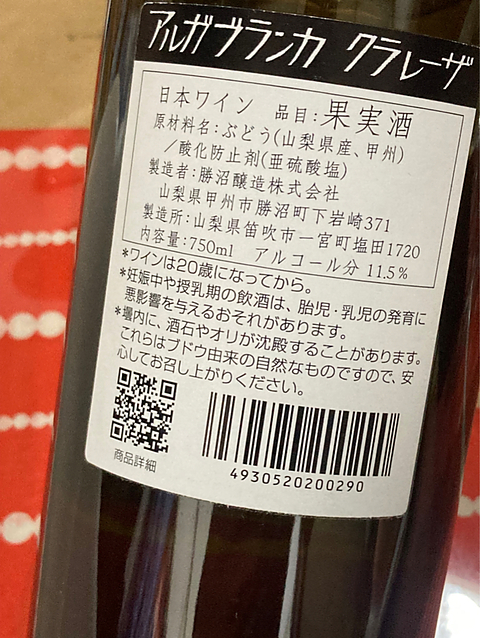 アルガブランカ クラレーザ
日本ワイン 品目:果実酒
原材料名:ぶどう(山梨県産、甲州)
/酸化防止剤(亜硫酸塩)
製造者:勝沼醸造株式会社
山梨県甲州市勝沼町下岩崎371
製造所:山梨県笛吹市一宮町塩田1720
内容量:750ml アルコール分 11.5%
*ワインは20歳になってから。
*妊娠中や授乳期の飲酒は、胎児・乳児の発育に
悪影響を与えるおそれがあります。
*壜内に、酒石やオリが沈殿することがあります。
これらはブドウ由来の自然なものですので、安
心してお召し上がりください。
商品詳細
4930520200290